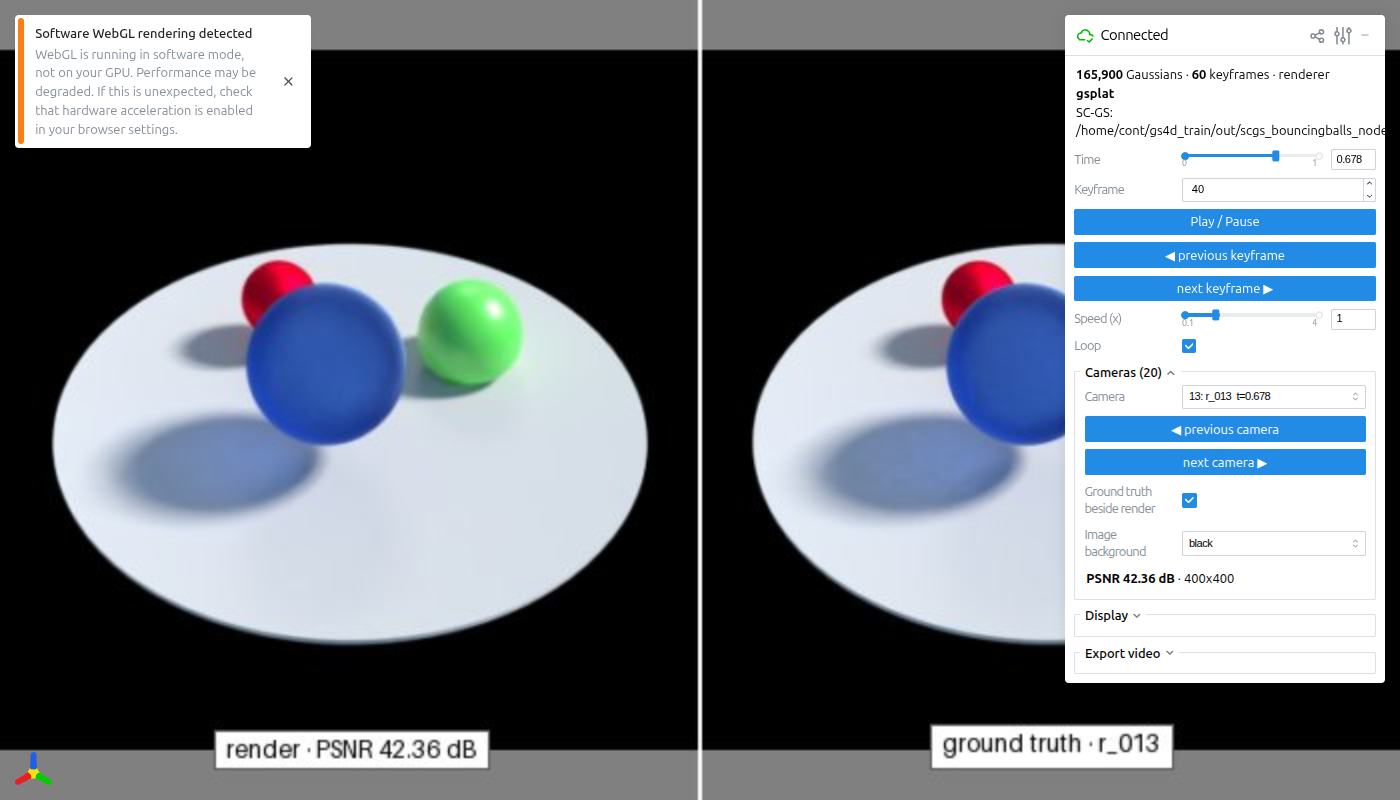 Software WebGL rendering detected
WebGL is running in software mode,
not on your GPU. Performance may be
degraded. If this is unexpected, check
that hardware acceleration is enabled
in your browser settings.
Connected
165,900 Gaussians · 60 keyframes · renderer
gsplat
SC-GS:
/home/cont/gs4d_train/out/scgs_bouncingballs_node
Time
0
1
0.678
Keyframe
40
Play / Pause
◀ previous keyframe
next keyframe ▶
Speed (x)
0.1
4
1
Loop
Cameras (20)
Camera
13: r_013 t=0.678
◀ previous camera
next camera ▶
Ground truth
beside render
Image
background
black
PSNR 42.36 dB · 400x400
Display
Export video
render · PSNR 42.36 dB
ground truth · r_013